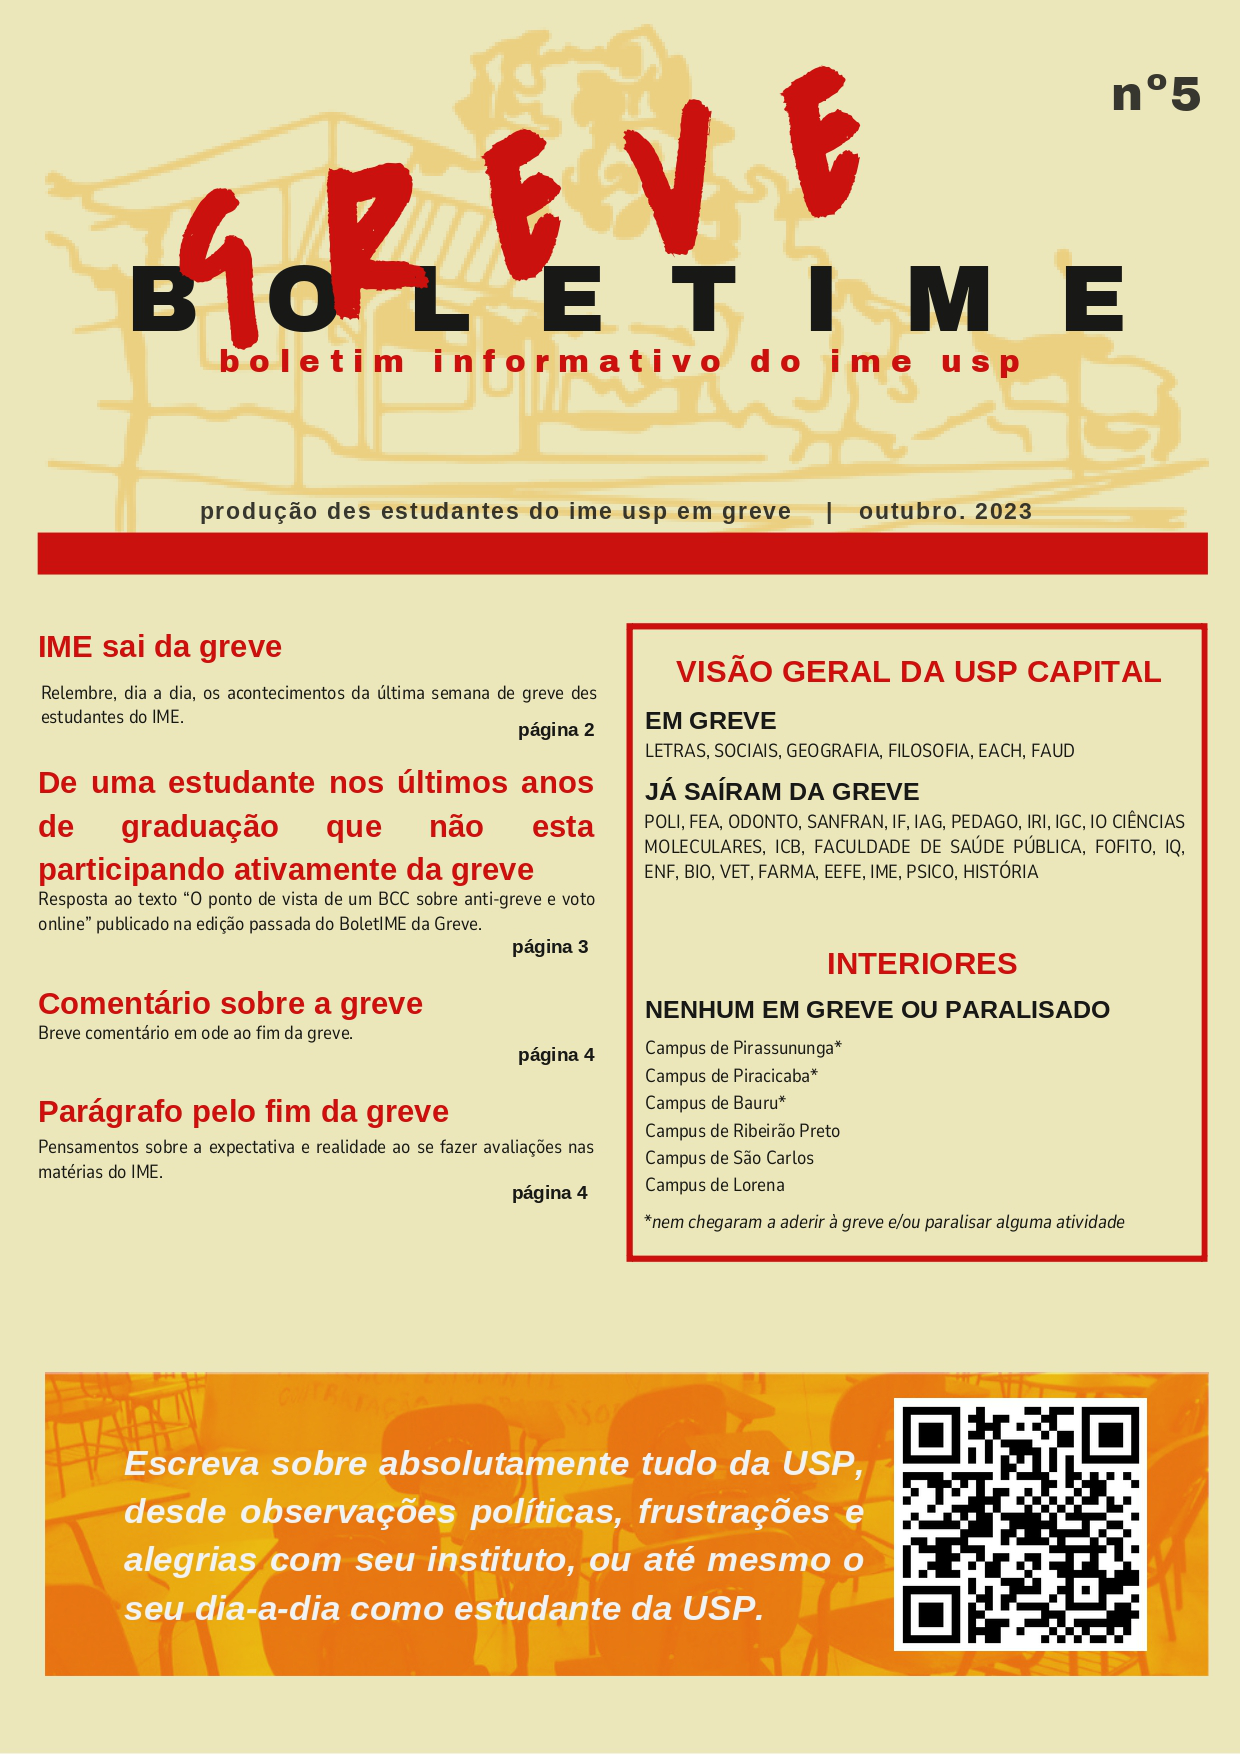 nº5
GREVE
BOLETIME
boletim informativo do ime usp
produção des estudantes do ime usp em greve | outubro. 2023
IME sai da greve
Relembre, dia a dia, os acontecimentos da última semana de greve des
estudantes do IME.
página 2
De uma estudante nos últimos anos
de graduação que não esta
participando ativamente da greve
Resposta ao texto “O ponto de vista de um BCC sobre anti-greve e voto
online” publicado na edição passada do BoletIME da Greve.
página 3
Comentário sobre a greve
Breve comentário em ode ao fim da greve.
página 4
Parágrafo pelo fim da greve
Pensamentos sobre a expectativa e realidade ao se fazer avaliações nas
matérias do IME.
página 4
VISÃO GERAL DA USP CAPITAL
EM GREVE
LETRAS, SOCIAIS, GEOGRAFIA, FILOSOFIA, EACH, FAUD
JÁ SAÍRAM DA GREVE
POLI, FEA, ODONTO, SANFRAN, IF, IAG, PEDAGO, IRI, IGC, IO CIÊNCIAS
MOLECULARES, ICB, FACULDADE DE SAÚDE PÚBLICA, FOFITO, IQ,
ENF, BIO, VET, FARMA, EEFE, IME, PSICO, HISTÓRIA
INTERIORES
NENHUM EM GREVE OU PARALISADO
Campus de Pirassununga*
Campus de Piracicaba*
Campus de Bauru*
Campus de Ribeirão Preto
Campus de São Carlos
Campus de Lorena
*nem chegaram a aderir à greve e/ou paralisar alguma atividade
Escreva sobre absolutamente tudo da USP,
desde observações políticas, frustrações e
alegrias com seu instituto, ou até mesmo o
seu dia-a-dia como estudante da USP.